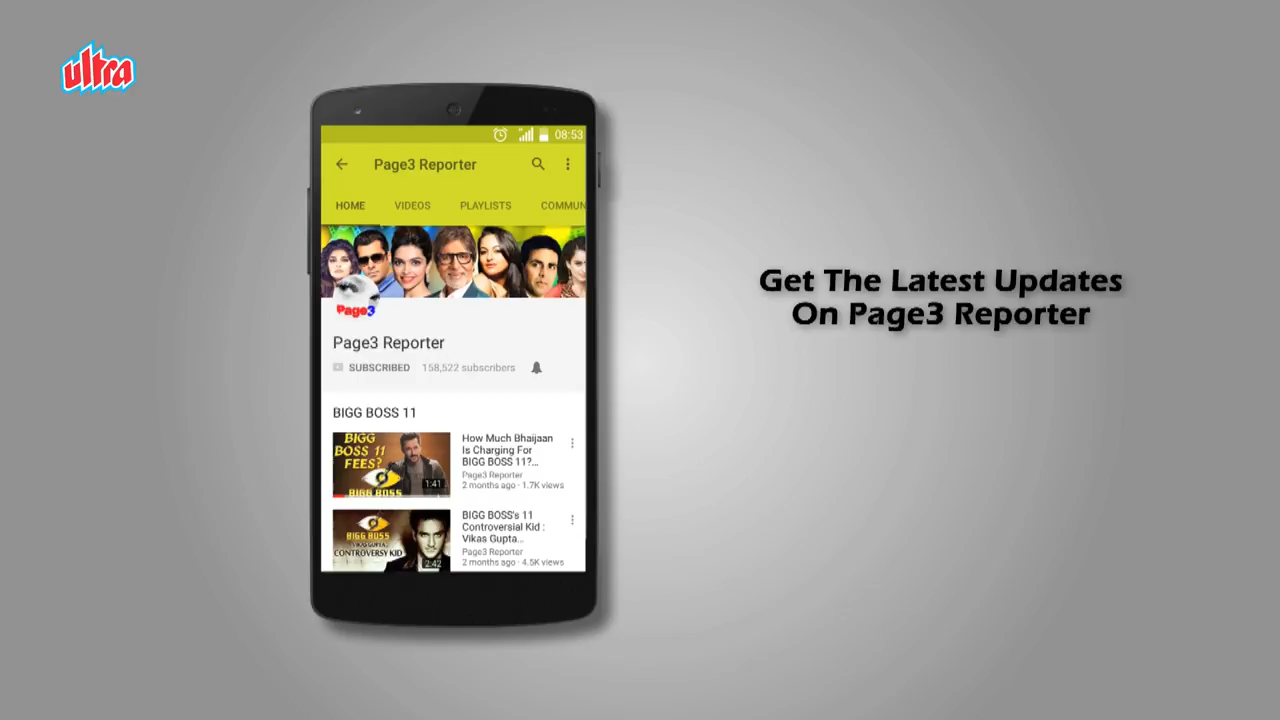 ultra
08:53
Page3 Reporter
HOME VIDEOS PLAYLISTS COMMUN
Page3
Page3 Reporter
SUBSCRIBED 158,522 subscribers
BIGG BOSS 11
BIGG
BOSS 11
FEES?
BIGG BOSS
1:41
How Much Bhaijaan
Is Charging For
BIGG BOSS 11?...
Page3 Reporter
2 months ago · 1.7K views
BIGG BOSS
VIKAS GUPTA
CONTROVERSY KID
2:42
BIGG BOSS's 11
Controversial Kid :
Vikas Gupta...
Page3 Reporter
2 months ago · 4.5K views
Get The Latest Updates
On Page3 Reporter